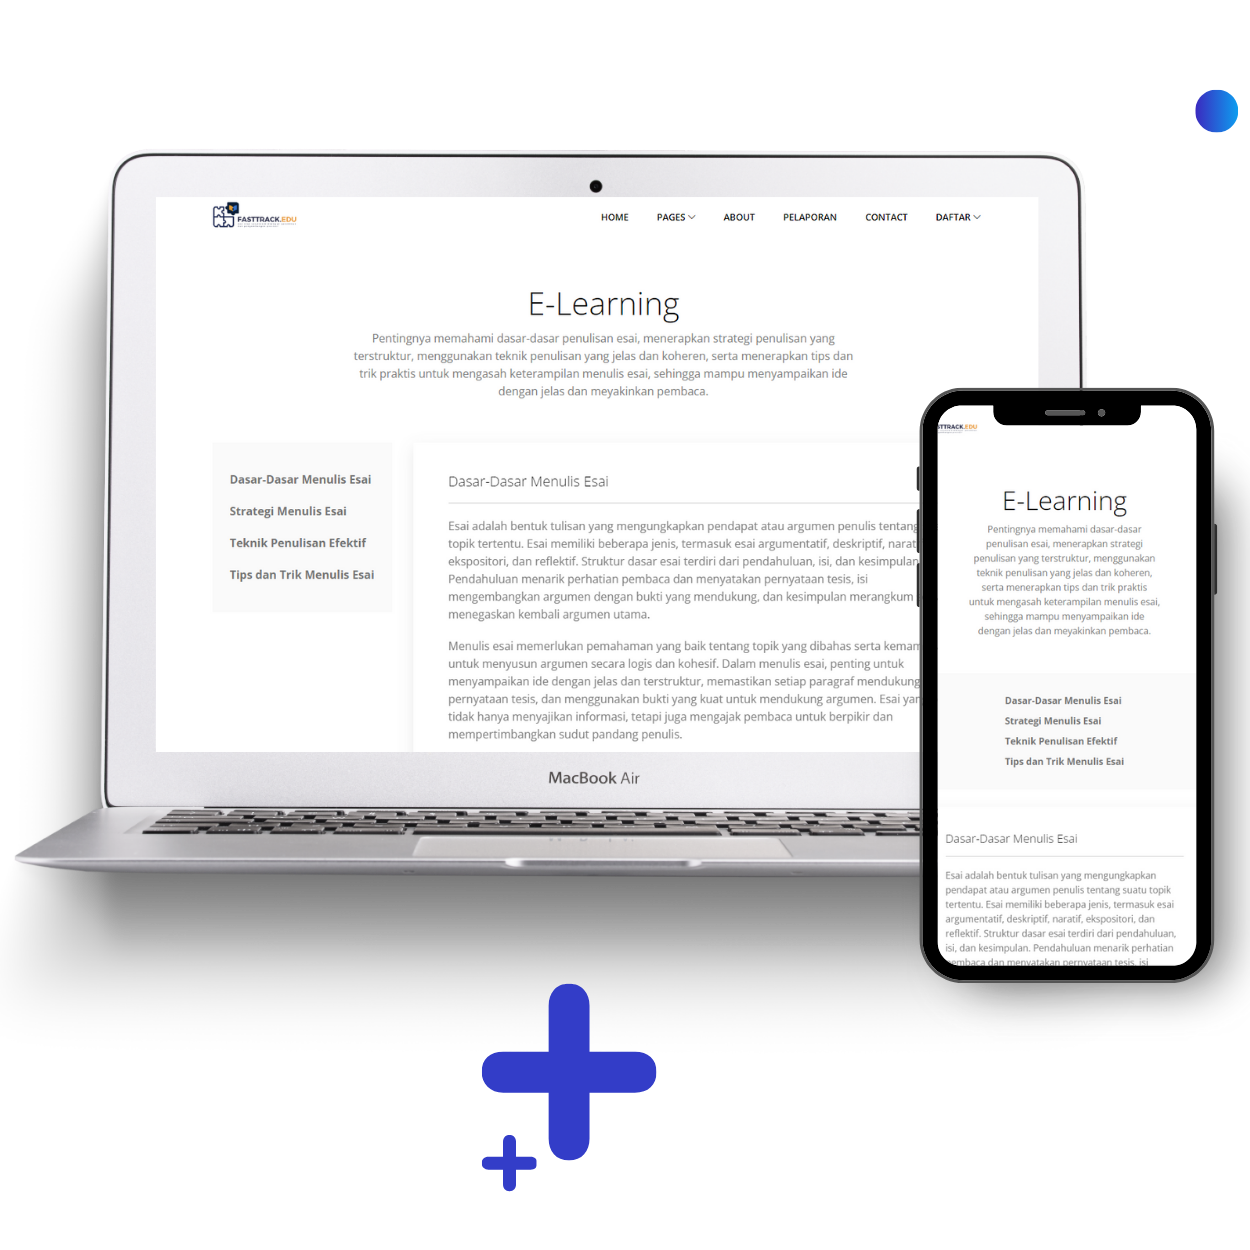 FASTTRACK.EDU
HOME
PAGES
ABOUT
PELAPORAN
CONTACT
DAFTAR
E-Learning
Pentingnya memahami dasar-dasar penulisan esai, menerapkan strategi penulisan yang
terstruktur, menggunakan teknik penulisan yang jelas dan koheren, serta menerapkan tips dan
trik praktis untuk mengasah keterampilan menulis esai, sehingga mampu menyampaikan ide
dengan jelas dan meyakinkan pembaca.
Dasar-Dasar Menulis Esai
Strategi Menulis Esai
Teknik Penulisan Efektif
Tips dan Trik Menulis Esai
Dasar-Dasar Menulis Esai
Esai adalah bentuk tulisan yang mengungkapkan pendapat atau argumen penulis tentang
topik tertentu. Esai memiliki beberapa jenis, termasuk esai argumentatif, deskriptif, narat
ekspositori, dan reflektif. Struktur dasar esai terdiri dari pendahuluan, isi, dan kesimpulan
Pendahuluan menarik perhatian pembaca dan menyatakan pernyataan tesis, isi
mengembangkan argumen dengan bukti yang mendukung, dan kesimpulan merangkum
menegaskan kembali argumen utama.
Menulis esai memerlukan pemahaman yang baik tentang topik yang dibahas serta kemam
untuk menyusun argumen secara logis dan kohesif. Dalam menulis esai, penting untuk
menyampaikan ide dengan jelas dan terstruktur, memastikan setiap paragraf mendukung
pernyataan tesis, dan menggunakan bukti yang kuat untuk mendukung argumen. Esai yan
tidak hanya menyajikan informasi, tetapi juga mengajak pembaca untuk berpikir dan
mempertimbangkan sudut pandang penulis.
MacBook Air
STTRACK.EDU
E-Learning
Pentingnya memahami dasar-dasar
penulisan esai, menerapkan strategi
penulisan yang terstruktur, menggunakan
teknik penulisan yang jelas dan koheren,
serta menerapkan tips dan trik praktis
untuk mengasah keterampilan menulis esai,
sehingga mampu menyampaikan ide
dengan jelas dan meyakinkan pembaca.
Dasar-Dasar Menulis Esai
Strategi Menulis Esai
Teknik Penulisan Efektif
Tips dan Trik Menulis Esai
Dasar-Dasar Menulis Esai
Esai adalah bentuk tulisan yang mengungkapkan
pendapat atau argumen penulis tentang suatu topik
tertentu. Esai memiliki beberapa jenis, termasuk esai
argumentatif, deskriptif, naratif, ekspositori, dan
reflektif. Struktur dasar esai terdiri dari pendahuluan,
isi, dan kesimpulan. Pendahuluan menarik perhatian
pembaca dan menyatakan pernyataan tesis, isi